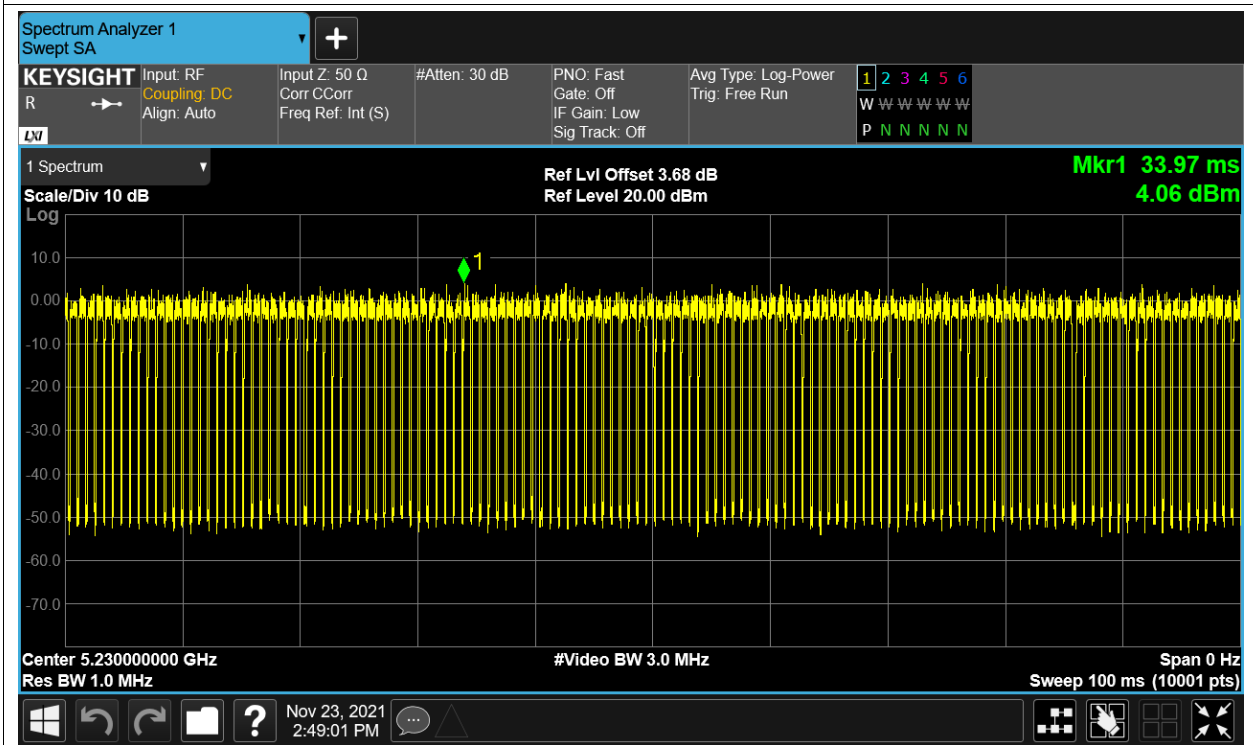 Spectrum Analyzer 1
Swept SA
KEYSIGHT
R
LXI
Input: RF
Coupling: DC
Align: Auto
Input Z: 50 Ω
Corr CCorr
Freq Ref: Int (S)
#Atten: 30 dB
PNO: Fast
Gate: Off
IF Gain: Low
Sig Track: Off
Avg Type: Log-Power
Trig: Free Run
1 2 3 4 5 6
W W W W W W
P N N N N N
1 Spectrum
Scale/Div 10 dB
Log
Ref Lvl Offset 3.68 dB
Ref Level 20.00 dBm
Mkr1 33.97 ms
4.06 dBm
1
10.0
0.00
-10.0
-20.0
-30.0
-40.0
-50.0
-60.0
-70.0
Center 5.230000000 GHz
Res BW 1.0 MHz
#Video BW 3.0 MHz
Span 0 Hz
Sweep 100 ms (10001 pts)
?
Nov 23, 2021
2:49:01 PM